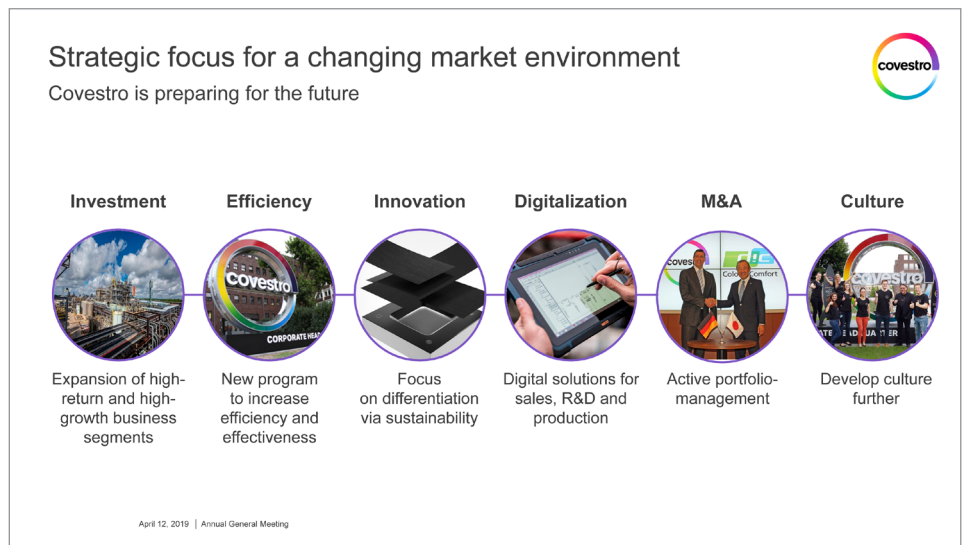 Strategic focus for a changing market environment
Covestro is preparing for the future
covestro
Investment
Efficiency
Innovation
Digitalization
M&A
Culture
covestro
CORPORATE HEAD
covestro
Comfort
covestro
Expansion of high-
return and high-
growth business
segments
New program
to increase
efficiency and
effectiveness
Focus
on differentiation
via sustainability
Digital solutions for
sales, R&D and
production
Active portfolio-
management
Develop culture
further
April 12, 2019 | Annual General Meeting